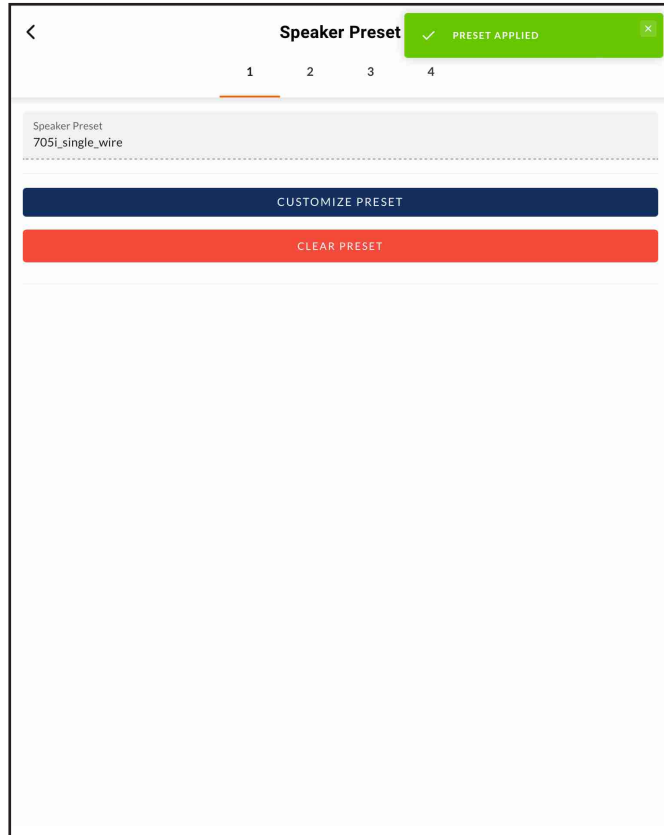 Speaker Preset
PRESET APPLIED
1 2 3 4
Speaker Preset
705i_single_wire
CUSTOMIZE PRESET
CLEAR PRESET